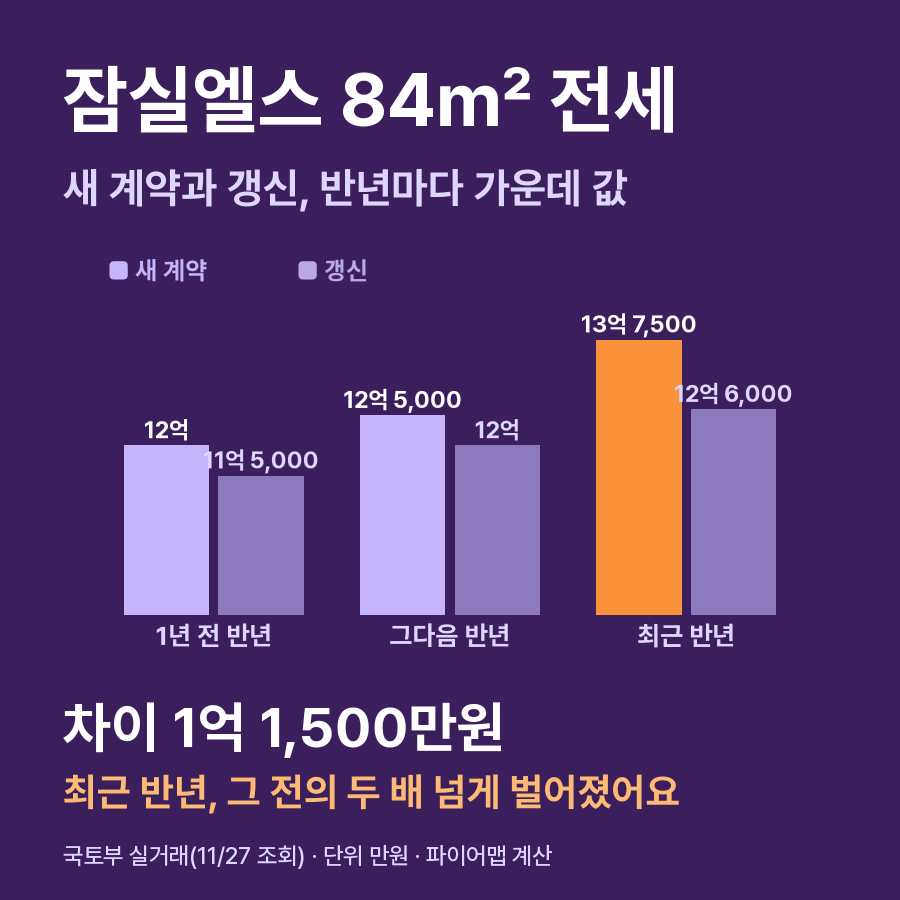 잠실엘스 84m² 전세
새 계약과 갱신, 반년마다 가운데 값
새 계약 갱신
13억 7,500
12억 6,000
12억 5,000
12억
12억
11억 5,000
1년 전 반년 그다음 반년 최근 반년
차이 1억 1,500만원
최근 반년, 그 전의 두 배 넘게 벌어졌어요
국토부 실거래(11/27 조회) · 단위 만원 · 파이어맵 계산